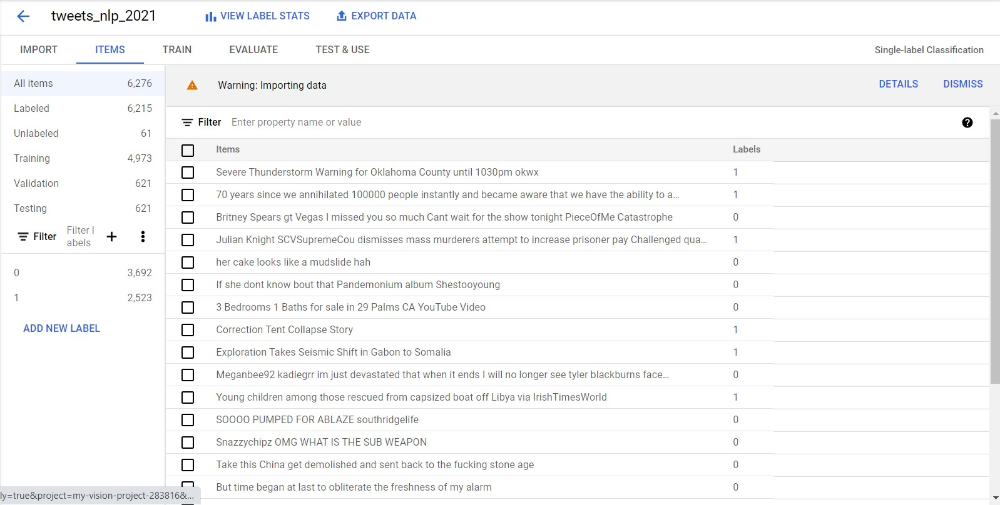 tweets_nlp_2021 VIEW LABEL STATS EXPORT DATA
IMPORT ITEMS TRAIN EVALUATE TEST & USE Single-label Classification
All items 6,276
Labeled 6,215
Unlabeled 61
Training 4,973
Validation 621
Testing 621
Filter Filter l
abels
0 3,692
1 2,523
ADD NEW LABEL
Warning: Importing data DETAILS DISMISS
Filter Enter property name or value
Items Labels
Severe Thunderstorm Warning for Oklahoma County until 1030pm okwx 1
70 years since we annihilated 100000 people instantly and became aware that we have the ability to a... 1
Britney Spears gt Vegas I missed you so much Cant wait for the show tonight PieceOfMe Catastrophe 0
Julian Knight SCVSupremeCou dismisses mass murderers attempt to increase prisoner pay Challenged qua... 1
her cake looks like a mudslide hah 0
If she dont know bout that Pandemonium album Shestooyoung 0
3 Bedrooms 1 Baths for sale in 29 Palms CA YouTube Video 0
Correction Tent Collapse Story 1
Exploration Takes Seismic Shift in Gabon to Somalia 1
Meganbee92 kadiegrr im just devastated that when it ends I will no longer see tyler blackburns face... 0
Young children among those rescued from capsized boat off Libya via IrishTimesWorld 1
SOOOO PUMPED FOR ABLAZE southridgelife 0
Snazzychipz OMG WHAT IS THE SUB WEAPON 0
Take this China get demolished and sent back to the fucking stone age 0
But time began at last to obliterate the freshness of my alarm 0
ly=true&project=my-vision-project-283816&...